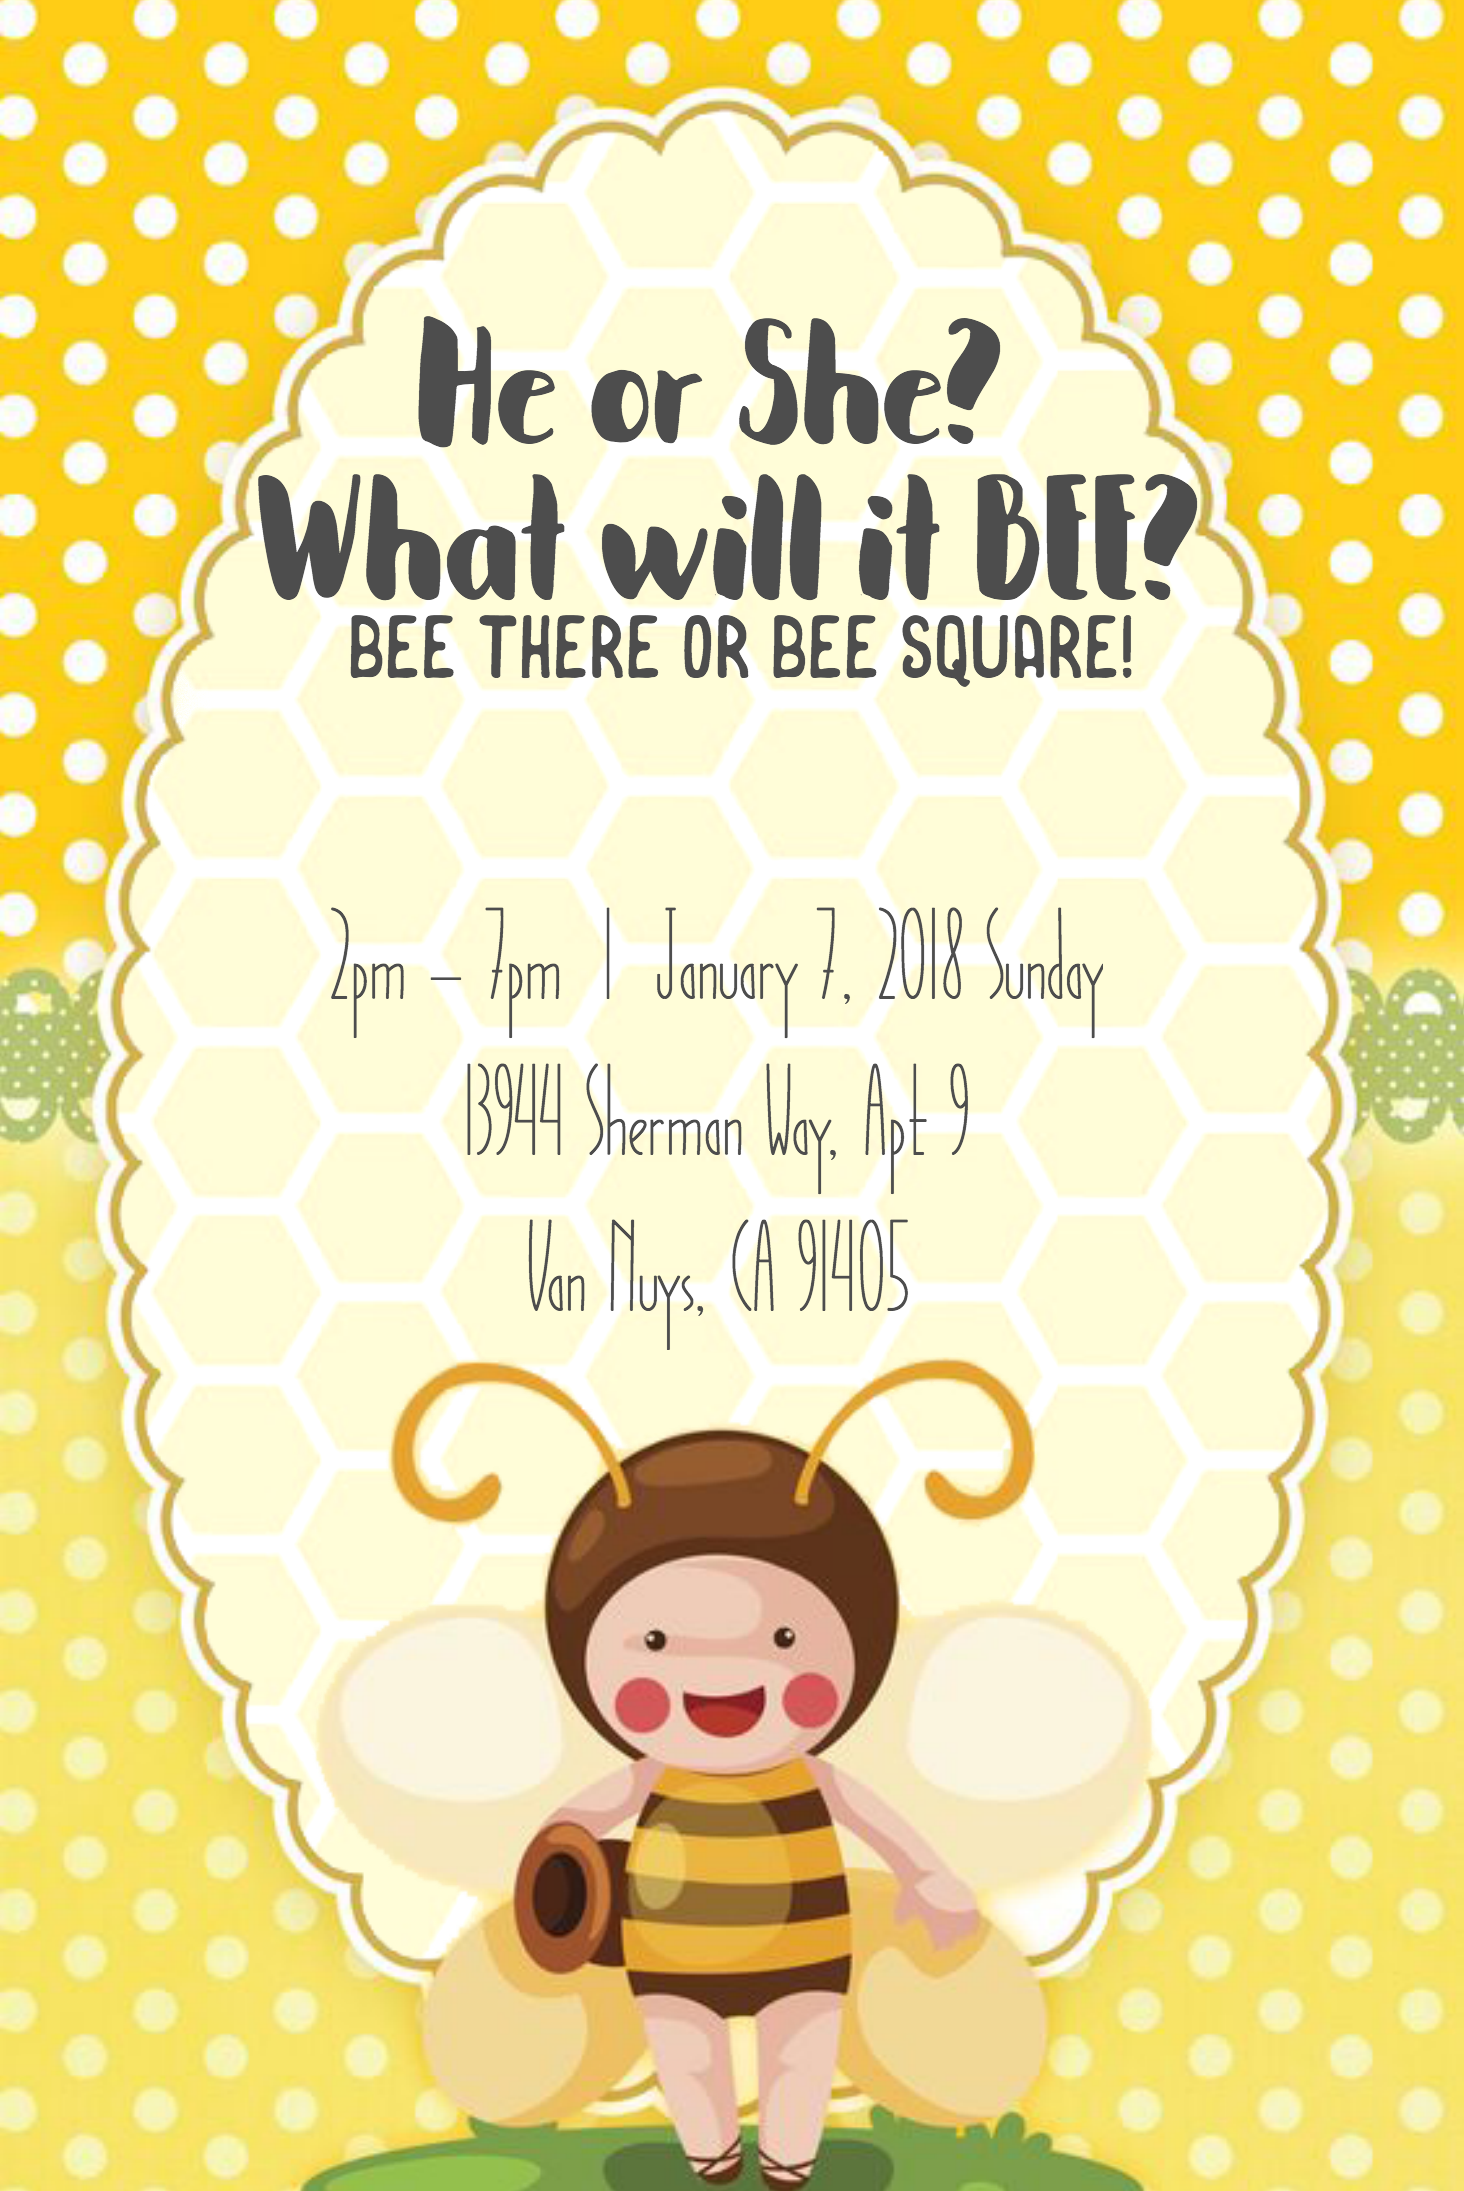 He or She?
What will it BEE?
BEE THERE OR BEE SQUARE!
2pm – 7pm | January 7, 2018 Sunday
13944 Sherman Way, Apt 9
Van Nuys, CA 91405